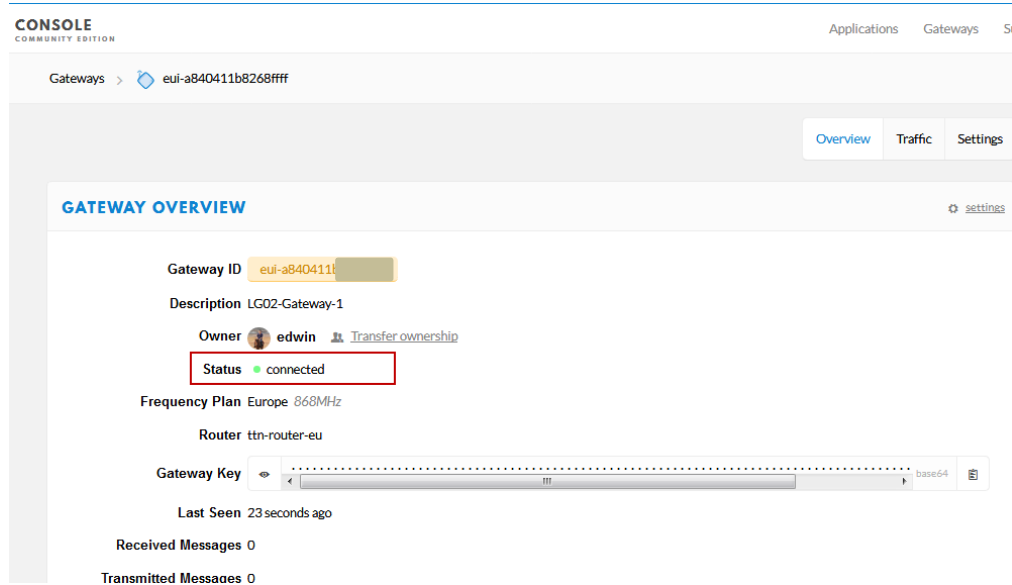 CONSOLE
COMMUNITY EDITION
Applications Gateways
Gateways > eui-a840411b8268ffff
Overview Traffic Settings
GATEWAY OVERVIEW
settings
Gateway ID eui-a840411b
Description LG02-Gateway-1
Owner edwin Transfer ownership
Status connected
Frequency Plan Europe 868MHz
Router ttn-router-eu
Gateway Key base64
Last Seen 23 seconds ago
Received Messages 0
Transmitted Messages 0